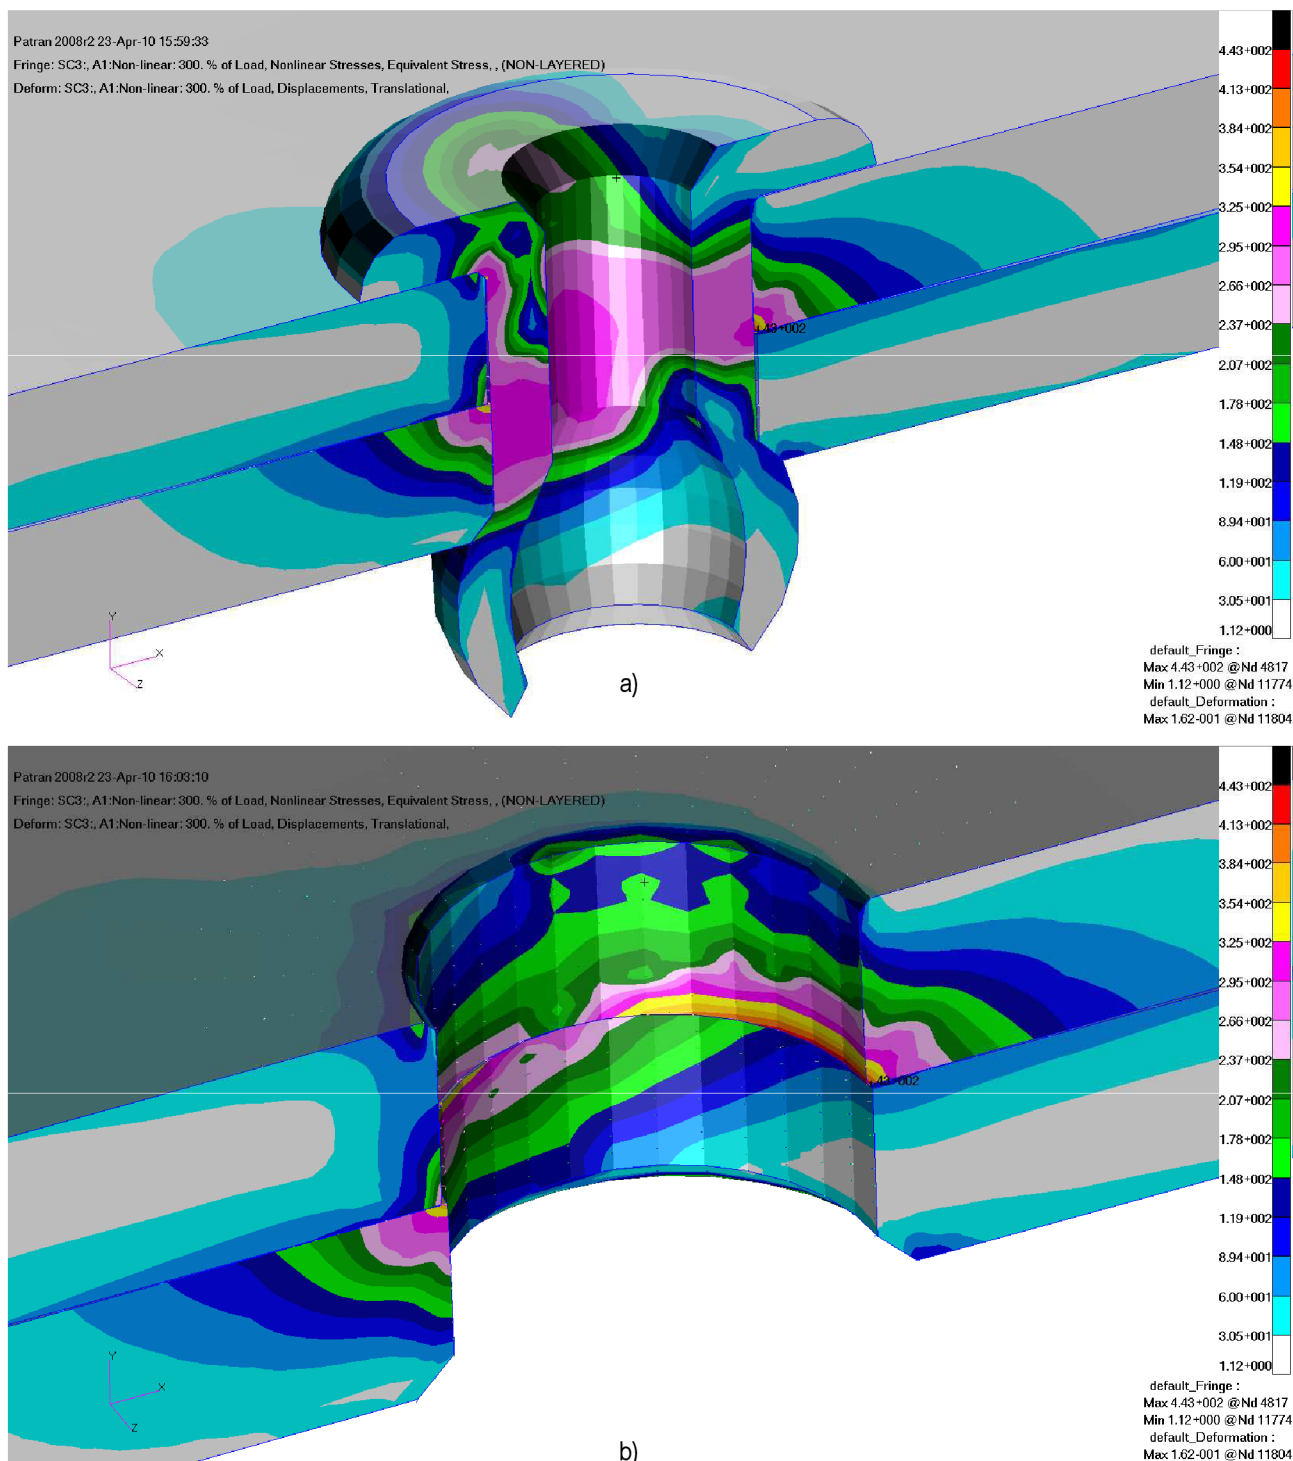 Patran 2008r2 23-Apr-10 15:59:33
Fringe: SC3:, A1:Non-linear: 300. % of Load, Nonlinear Stresses, Equivalent Stress, , (NON-LAYERED)
Deform: SC3:, A1:Non-linear: 300. % of Load, Displacements, Translational,
4.43+002
4.13+002
3.84+002
3.54+002
3.25+002
2.95+002
2.66+002
2.37+002
2.07+002
1.78+002
1.48+002
1.19+002
8.94+001
6.00+001
3.05+001
1.12+000
default_Fringe :
Max 4.43+002 @Nd 4817
Min 1.12+000 @Nd 11774
default_Deformation :
Max 1.62-001 @Nd 11804
Y
X
Z
a)
Patran 2008r2 23-Apr-10 16:03:10
Fringe: SC3:, A1:Non-linear: 300. % of Load, Nonlinear Stresses, Equivalent Stress, , (NON-LAYERED)
Deform: SC3:, A1:Non-linear: 300. % of Load, Displacements, Translational,
4.43+002
4.13+002
3.84+002
3.54+002
3.25+002
2.95+002
2.66+002
2.37+002
2.07+002
1.78+002
1.48+002
1.19+002
8.94+001
6.00+001
3.05+001
1.12+000
default_Fringe :
Max 4.43+002 @Nd 4817
Min 1.12+000 @Nd 11774
default_Deformation :
Max 1.62-001 @Nd 11804
Y
X
Z
b)